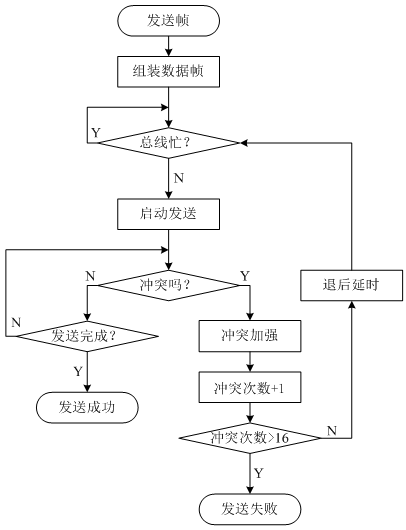 发送帧
组装数据帧
Y
总线忙？
N
启动发送
N
冲突吗？
Y
退后延时
N
发送完成？
冲突加强
Y
冲突次数+1
发送成功
冲突次数>16
N
Y
发送失败